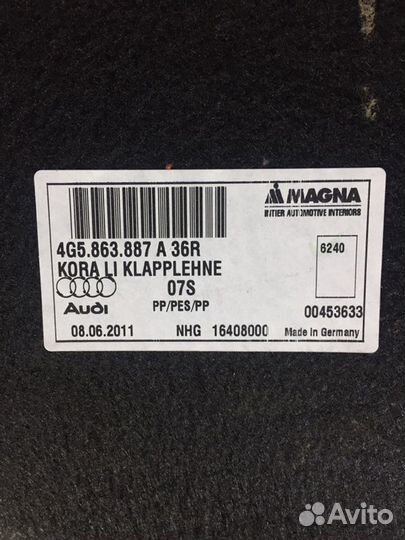 MAGNA
INTIER AUTOMOTIVE INTERIORS
4G5.863.887 A 36R
KORA LI KLAPPLEHNE
6240
07S
Audi
PP/PES/PP
00453633
08.06.2011 NHG 16408000 Made in Germany
Avito